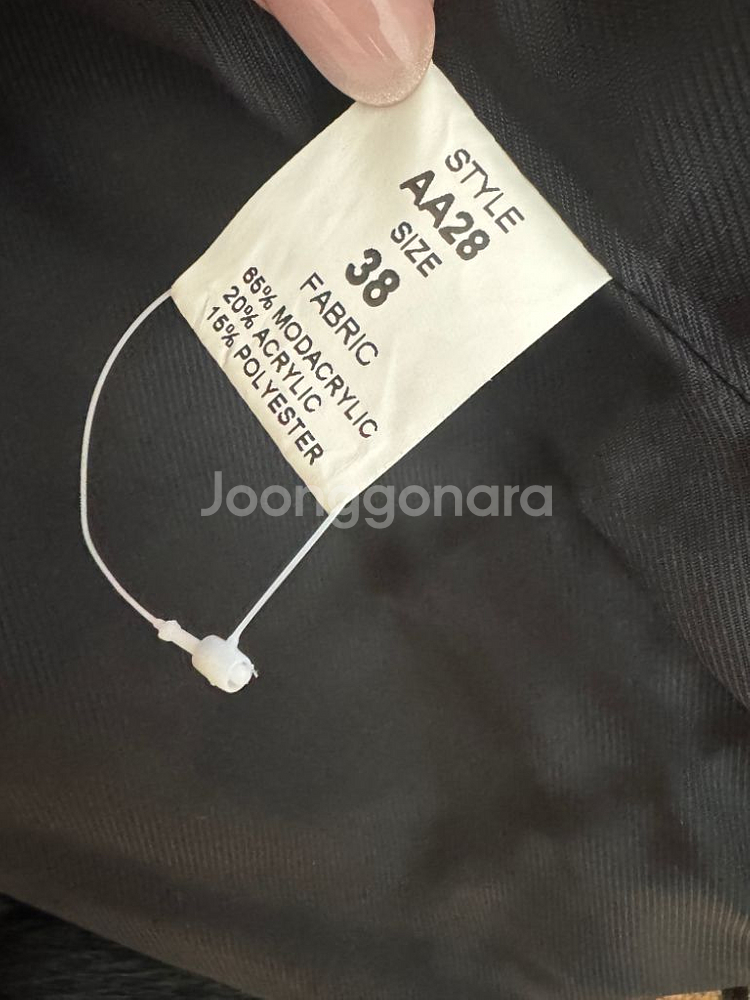 STYLE
AA28
SIZE
38
FABRIC
65% MODACRYLIC
20% ACRYLIC
15% POLYESTER
Joonggonara